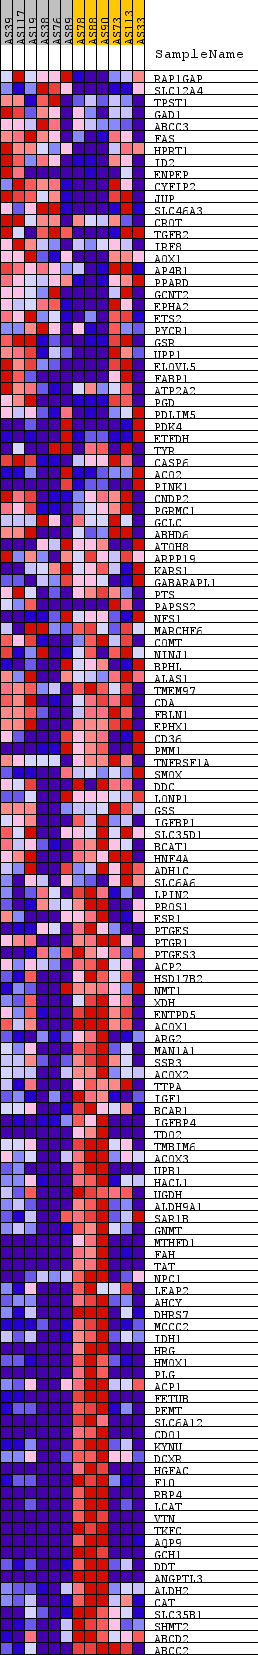 AS39
AS117
AS19
AS38
AS76
AS89
AS78
AS88
AS90
AS73
AS113
AS33
SampleName
RAP1GAP
SLC12A4
TPST1
GAD1
ABCC3
FAS
HPRT1
ID2
ENPEP
CYFIP2
JUP
SLC46A3
CROT
TGFB2
IRF8
AOX1
AP4B1
PPARD
GCNT2
EPHA2
ETS2
PYCR1
GSR
UPP1
ELOVL5
FABP1
ATP2A2
PGD
PDLIM5
PDK4
ETFDH
TYR
CASP6
ACO2
PINK1
CNDP2
PGRMC1
GCLC
ABHD6
ATOH8
ARPP19
KARS1
GABARAPL1
PTS
PAPSS2
NFS1
MARCHF6
COMT
NINJ1
BPHL
ALAS1
TMEM97
CDA
FBLN1
EPHX1
CD36
PMM1
TNFRSF1A
SMOX
DDC
LONP1
GSS
IGFBP1
SLC35D1
BCAT1
HNF4A
ADH1C
SLC6A6
LPIN2
PROS1
ESR1
PTGES
PTGR1
PTGES3
ACP2
HSD17B2
NMT1
XDH
ENTPD5
ACOX1
ARG2
MAN1A1
SSR3
ACOX2
TTPA
IGF1
BCAR1
IGFBP4
TDO2
TMBIM6
ACOX3
UPB1
HACL1
UGDH
ALDH9A1
SAR1B
GNMT
MTHFD1
FAH
TAT
NPC1
LEAP2
AHCY
DHRS7
MCCC2
IDH1
HRG
HMOX1
PLG
ACP1
FETUB
PEMT
SLC6A12
CDO1
KYNU
DCXR
HGFAC
F10
RBP4
LCAT
VTN
TKFC
AQP9
GCH1
DDT
ANGPTL3
ALDH2
CAT
SLC35B1
SHMT2
ABCD2
ABCC2